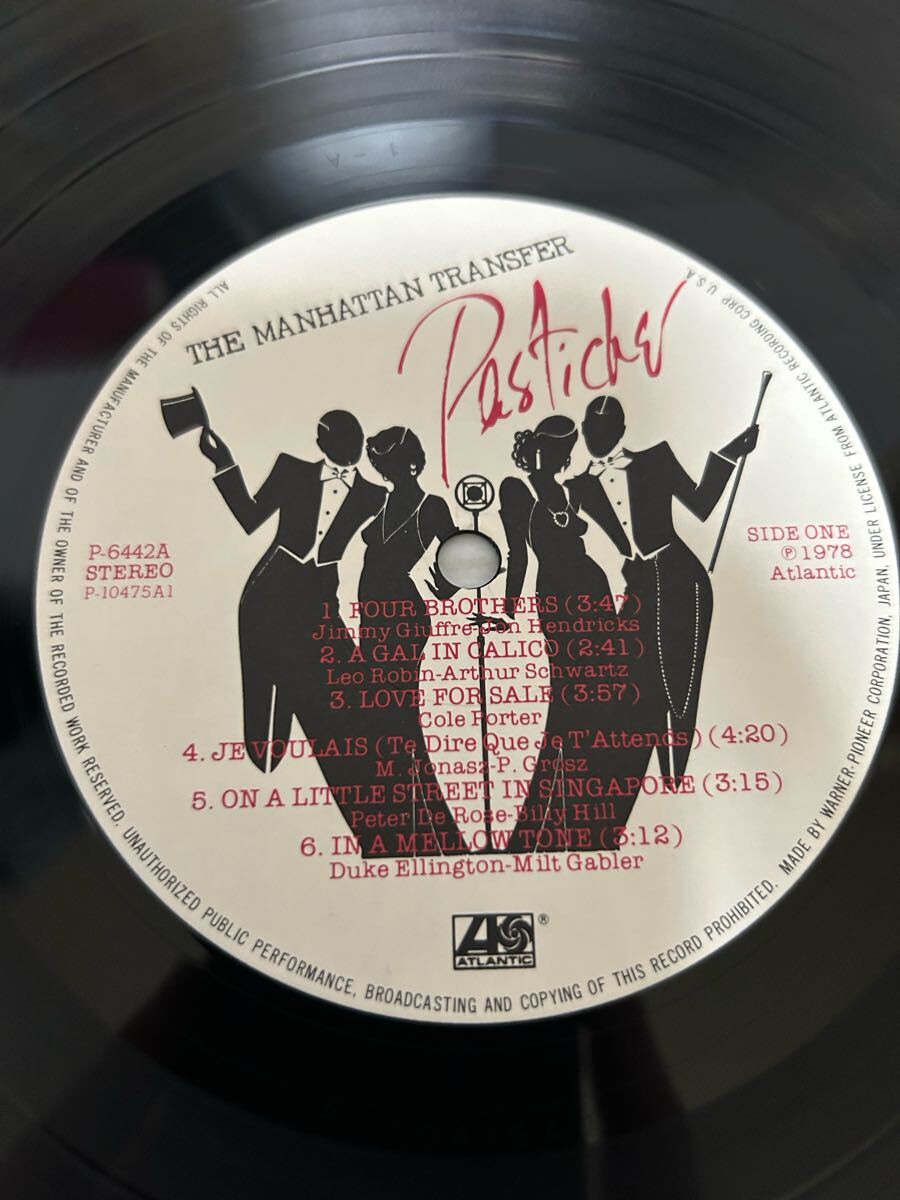 THE MANHATTAN TRANSFER
Pastiche
P-6442A
STEREO
P-10475A1
SIDE ONE
℗ 1978
Atlantic
1. FOUR BROTHERS (3:47)
Jimmy Giuffre-Jon Hendricks
2. A GAL IN CALICO (2:41)
Leo Robin-Arthur Schwartz
3. LOVE FOR SALE (3:57)
Cole Porter
4. JE VOULAIS (Te Dire Que Je T'Attends) (4:20)
M. Jonasz-P. Grosz
5. ON A LITTLE STREET IN SINGAPORE (3:15)
Peter De Rose-Billy Hill
6. IN A MELLOW TONE (3:12)
Duke Ellington-Milt Gabler
ATLANTIC ®
ALL RIGHTS OF THE MANUFACTURER AND OF THE OWNER OF THE RECORDED WORK RESERVED. UNAUTHORIZED PUBLIC PERFORMANCE, BROADCASTING AND COPYING OF THIS RECORD PROHIBITED. MADE BY WARNER-PIONEER CORPORATION, JAPAN, UNDER LICENSE FROM ATLANTIC RECORDING CORP. U.S.A.